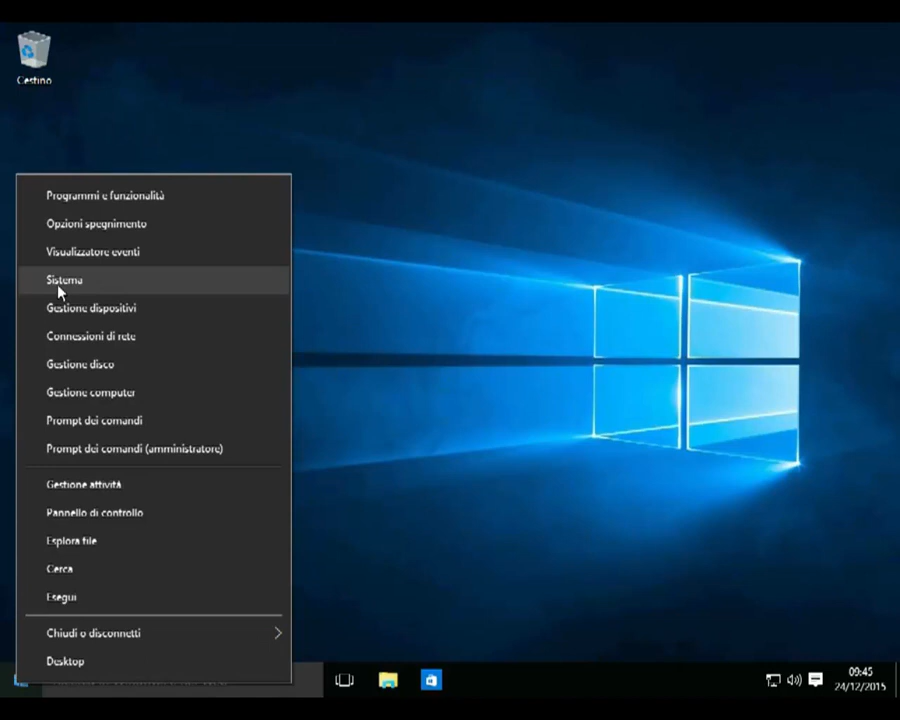 Cestino
Programmi e funzionalità
Opzioni spegnimento
Visualizzatore eventi
Sistema
Gestione dispositivi
Connessioni di rete
Gestione disco
Gestione computer
Prompt dei comandi
Prompt dei comandi (amministratore)
Gestione attività
Pannello di controllo
Esplora file
Cerca
Esegui
Chiudi o disconnetti
Desktop
09:45
24/12/2015